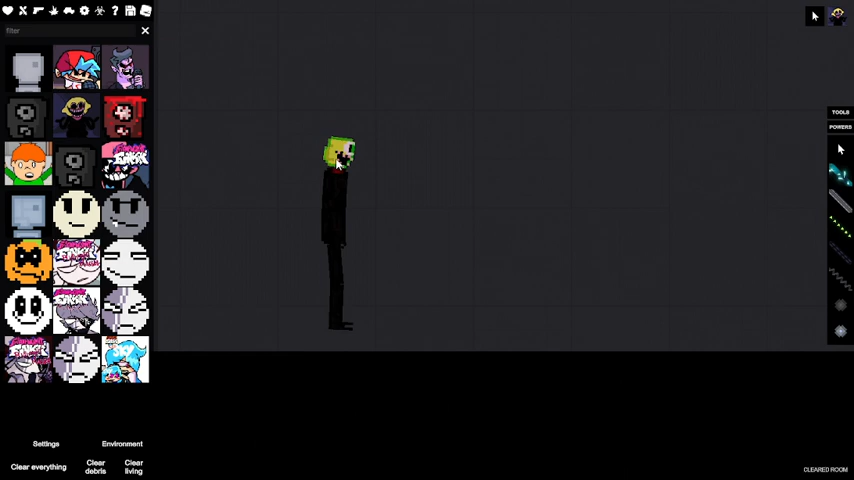 filter
TOOLS
POWERS
Settings
Environment
Clear everything
Clear debris
Clear living
CLEARED ROOM